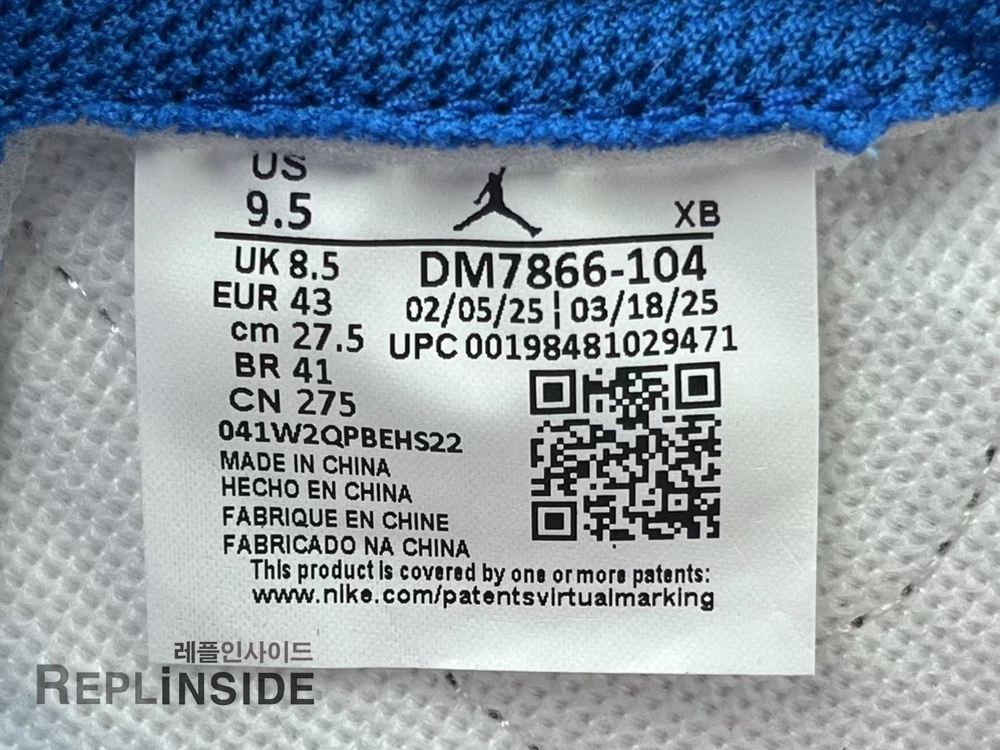 US
9.5
XB
UK 8.5
EUR 43
cm 27.5
BR 41
CN 275
DM7866-104
02/05/25 | 03/18/25
UPC 00198481029471
041W2QPBEHS22
MADE IN CHINA
HECHO EN CHINA
FABRIQUE EN CHINE
FABRICADO NA CHINA
This product is covered by one or more patents:
www.nike.com/patentsvirtualmarking
레플인사이드
REPLINSIDE